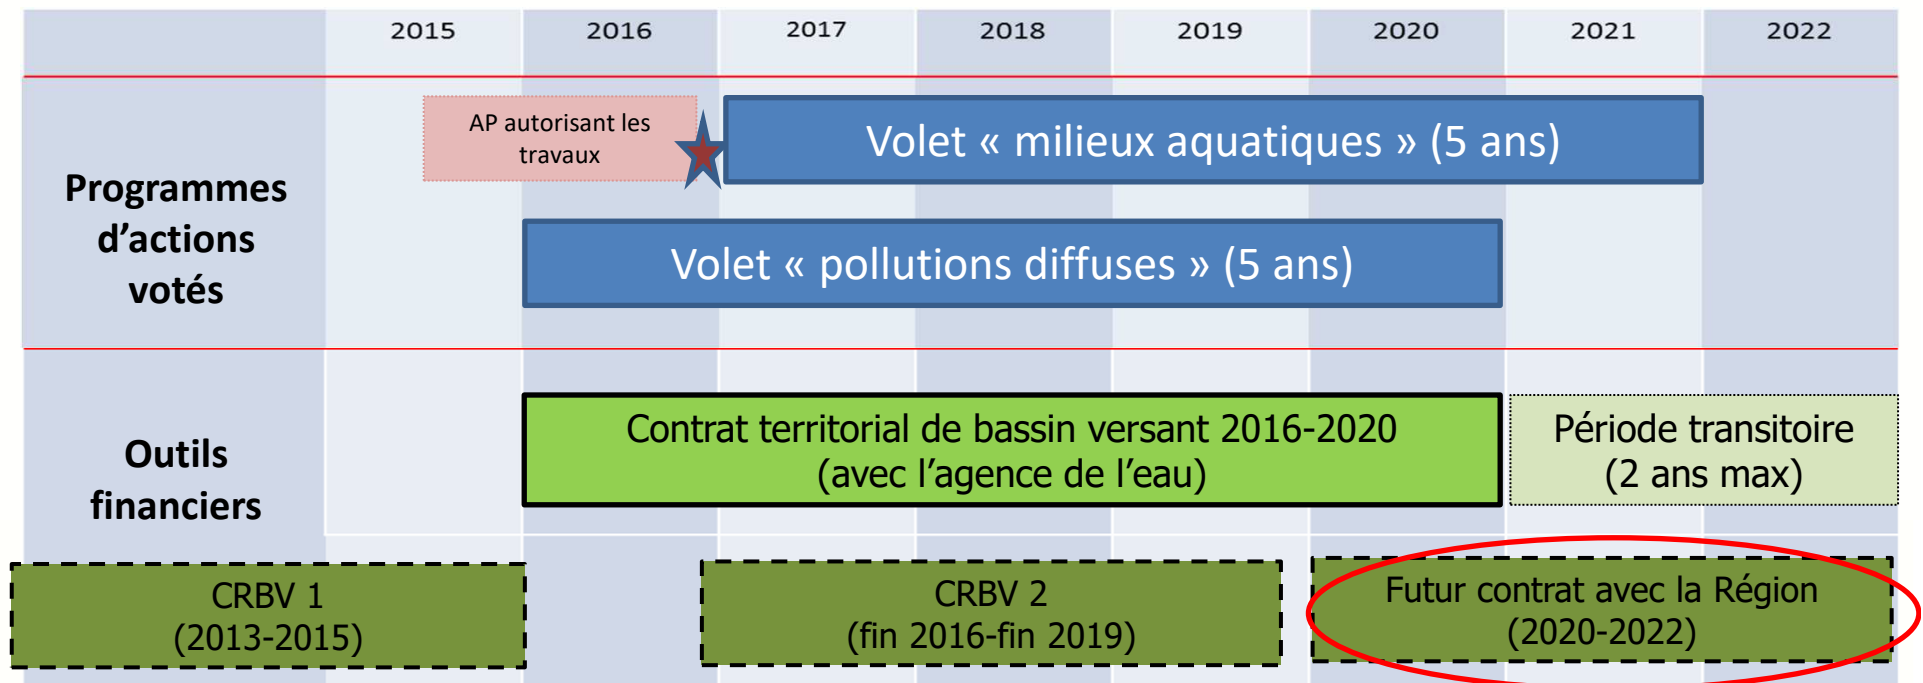 2015 2016 2017 2018 2019 2020 2021 2022
AP autorisant les
travaux
Volet « milieux aquatiques » (5 ans)
Programmes
d’actions
votés
Volet « pollutions diffuses » (5 ans)
Outils
financiers
Contrat territorial de bassin versant 2016-2020
(avec l’agence de l’eau)
Période transitoire
(2 ans max)
CRBV 1
(2013-2015)
CRBV 2
(fin 2016-fin 2019)
Futur contrat avec la Région
(2020-2022)